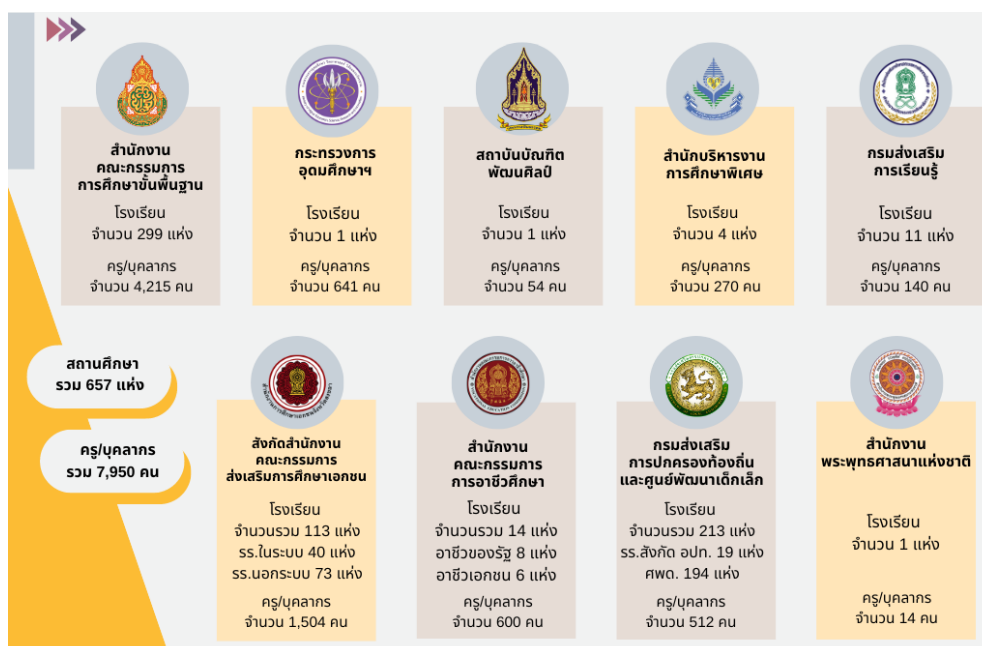 สำนักงาน
คณะกรรมการ
การศึกษาขั้นพื้นฐาน
โรงเรียน
จำนวน 299 แห่ง
ครู/บุคลากร
จำนวน 4,215 คน
กระทรวงการ
อุดมศึกษาฯ
โรงเรียน
จำนวน 1 แห่ง
ครู/บุคลากร
จำนวน 641 คน
สถาบันบัณฑิต
พัฒนศิลป์
โรงเรียน
จำนวน 1 แห่ง
ครู/บุคลากร
จำนวน 54 คน
สำนักบริหารงาน
การศึกษาพิเศษ
โรงเรียน
จำนวน 4 แห่ง
ครู/บุคลากร
จำนวน 270 คน
กรมส่งเสริม
การเรียนรู้
โรงเรียน
จำนวน 11 แห่ง
ครู/บุคลากร
จำนวน 140 คน
สถานศึกษา
รวม 657 แห่ง
ครู/บุคลากร
รวม 7,950 คน
สังกัดสำนักงาน
คณะกรรมการ
ส่งเสริมการศึกษาเอกชน
โรงเรียน
จำนวนรวม 113 แห่ง
รร.ในระบบ 40 แห่ง
รร.นอกระบบ 73 แห่ง
ครู/บุคลากร
จำนวน 1,504 คน
สำนักงาน
คณะกรรมการ
การอาชีวศึกษา
โรงเรียน
จำนวนรวม 14 แห่ง
อาชีวของรัฐ 8 แห่ง
อาชีวเอกชน 6 แห่ง
ครู/บุคลากร
จำนวน 600 คน
กรมส่งเสริม
การปกครองท้องถิ่น
และศูนย์พัฒนาเด็กเล็ก
โรงเรียน
จำนวนรวม 213 แห่ง
รร.สังกัด อปท. 19 แห่ง
ศพด. 194 แห่ง
ครู/บุคลากร
จำนวน 512 คน
สำนักงาน
พระพุทธศาสนาแห่งชาติ
โรงเรียน
จำนวน 1 แห่ง
ครู/บุคลากร
จำนวน 14 คน